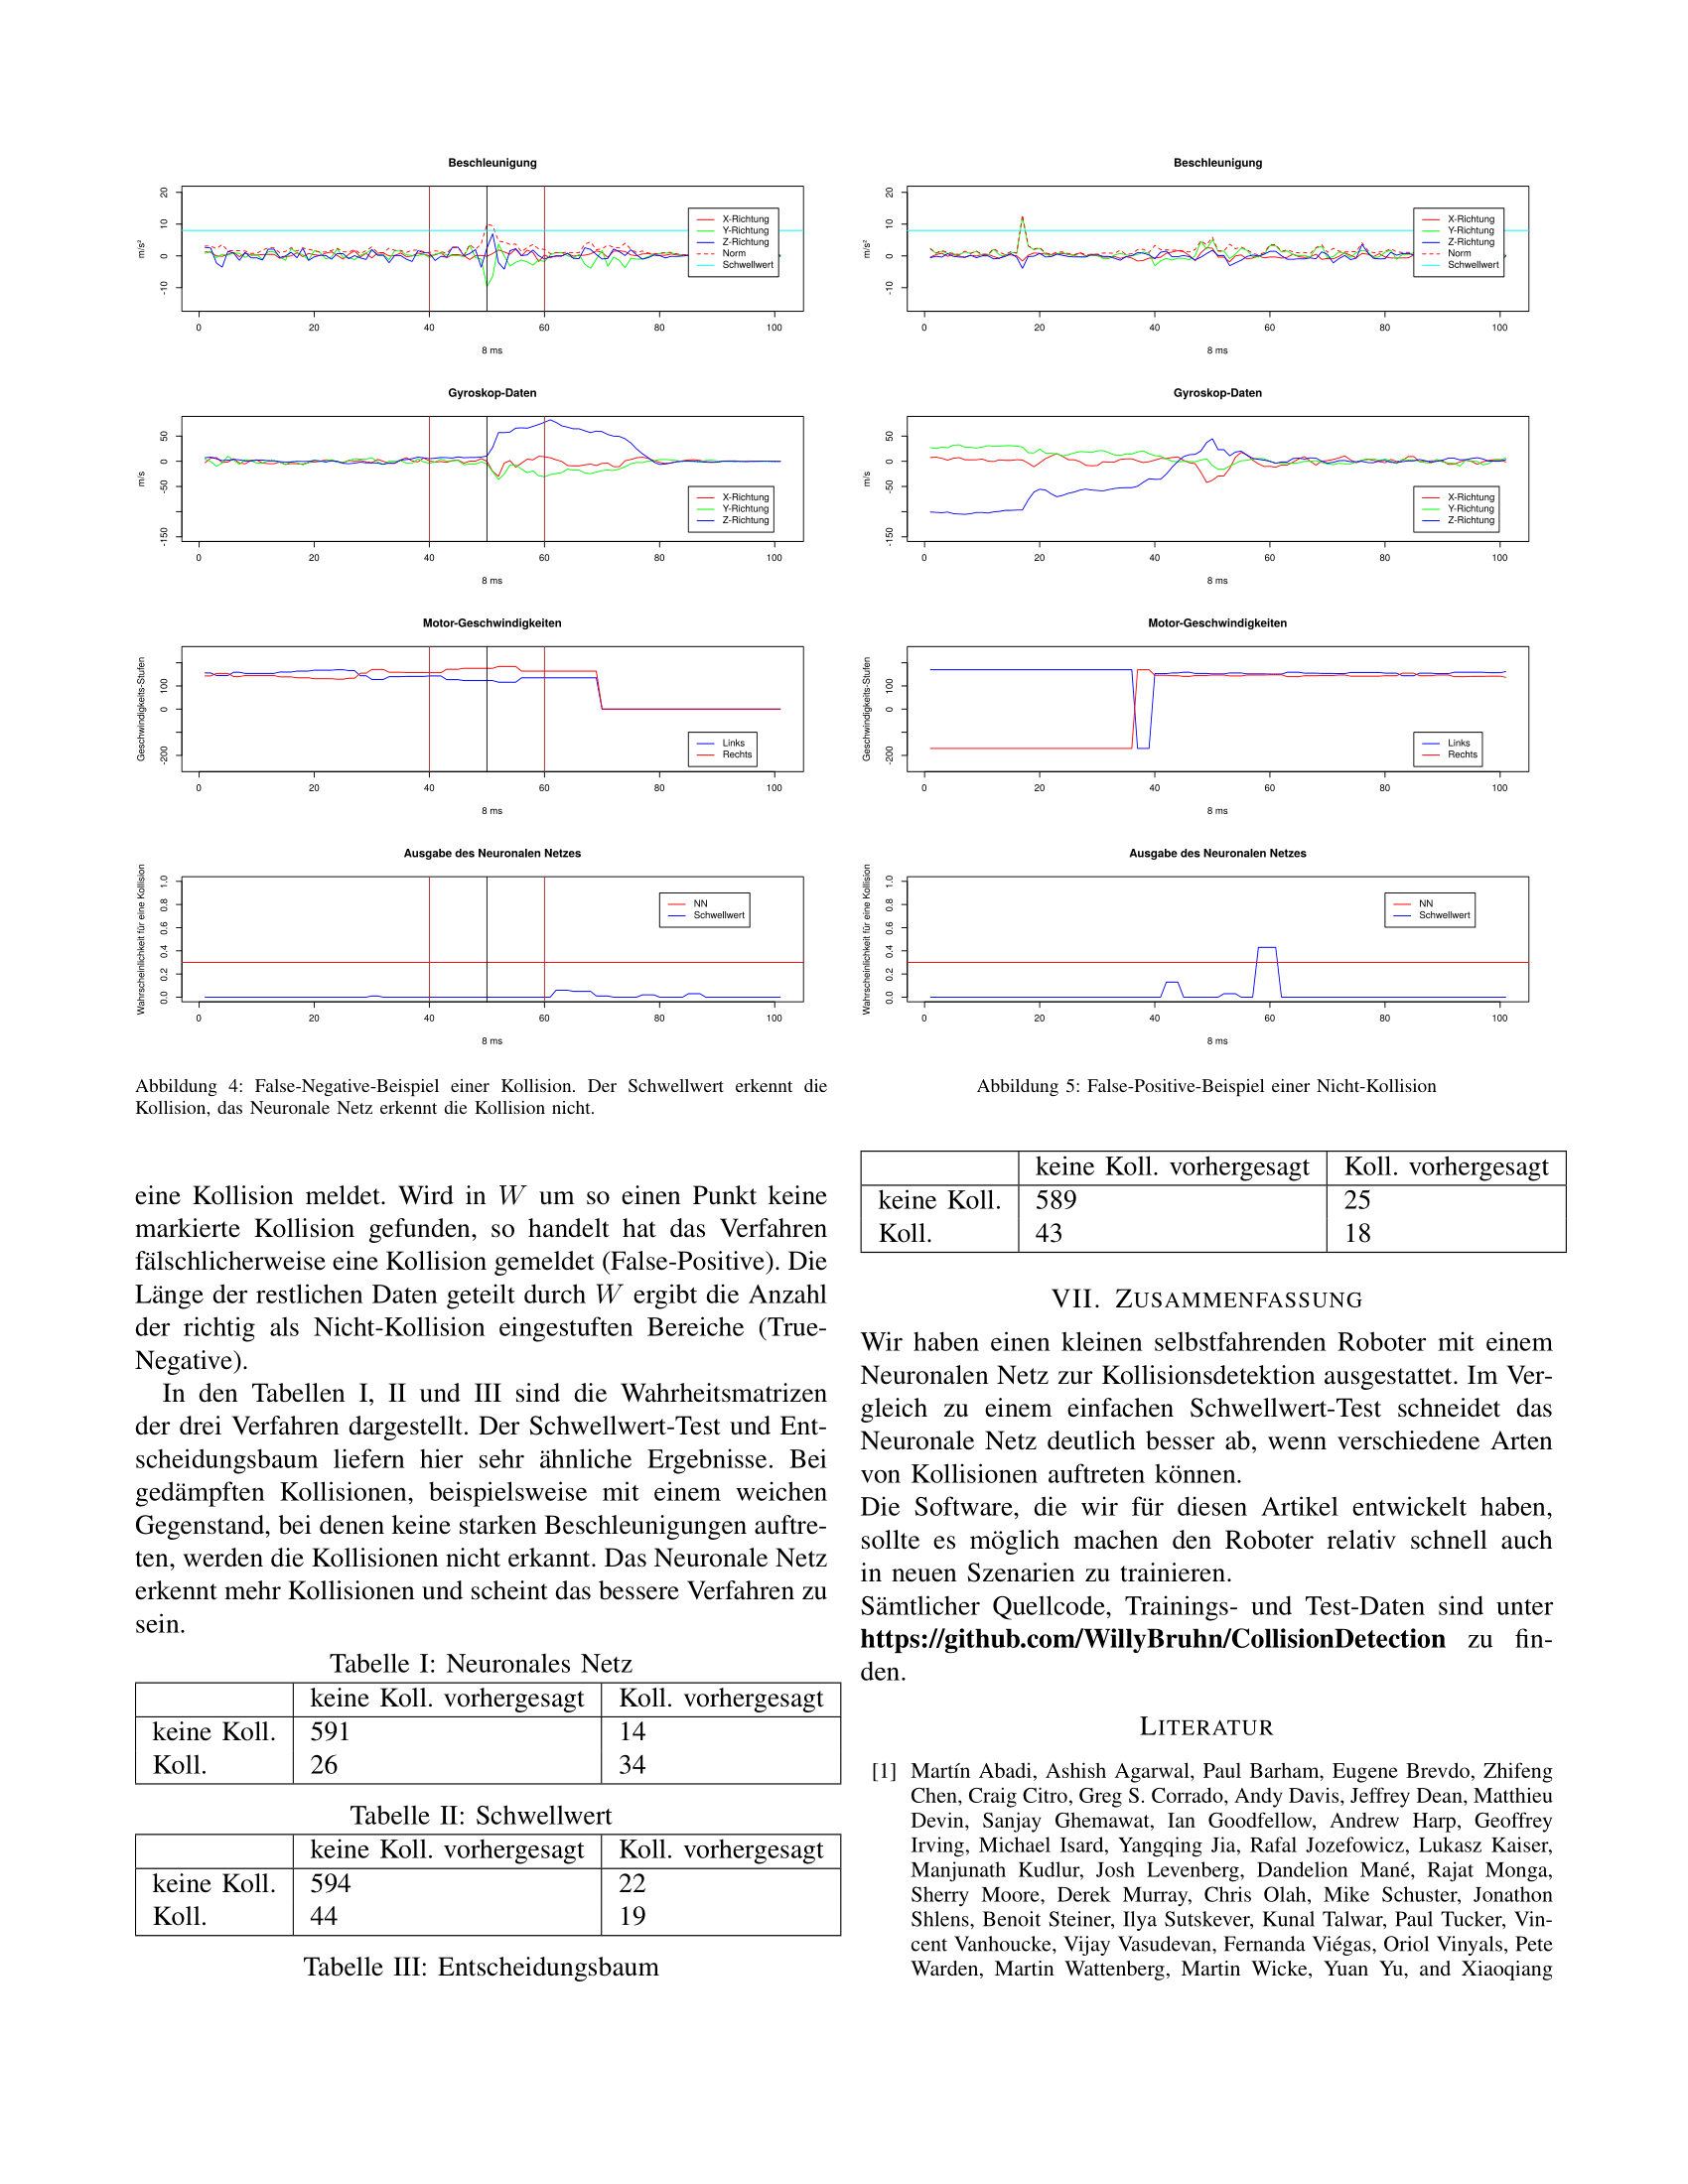 Beschleunigung
20
10
0
-10
m/s²
X-Richtung
Y-Richtung
Z-Richtung
Norm
Schwellwert
0 20 40 60 80 100
8 ms
Gyroskop-Daten
50
0
-50
-150
m/s
X-Richtung
Y-Richtung
Z-Richtung
0 20 40 60 80 100
8 ms
Motor-Geschwindigkeiten
100
0
-200
Geschwindigkeits-Stufen
Links
Rechts
0 20 40 60 80 100
8 ms
Ausgabe des Neuronalen Netzes
1.0
0.8
0.6
0.4
0.2
0.0
Wahrscheinlichkeit für eine Kollision
NN
Schwellwert
0 20 40 60 80 100
8 ms
Abbildung 4: False-Negative-Beispiel einer Kollision. Der Schwellwert erkennt die
Kollision, das Neuronale Netz erkennt die Kollision nicht.
eine Kollision meldet. Wird in W um so einen Punkt keine
markierte Kollision gefunden, so handelt hat das Verfahren
fälschlicherweise eine Kollision gemeldet (False-Positive). Die
Länge der restlichen Daten geteilt durch W ergibt die Anzahl
der richtig als Nicht-Kollision eingestuften Bereiche (True-
Negative).
In den Tabellen I, II und III sind die Wahrheitsmatrizen
der drei Verfahren dargestellt. Der Schwellwert-Test und Ent-
scheidungsbaum liefern hier sehr ähnliche Ergebnisse. Bei
gedämpften Kollisionen, beispielsweise mit einem weichen
Gegenstand, bei denen keine starken Beschleunigungen auftre-
ten, werden die Kollisionen nicht erkannt. Das Neuronale Netz
erkennt mehr Kollisionen und scheint das bessere Verfahren zu
sein.
Tabelle I: Neuronales Netz
keine Koll. vorhergesagt Koll. vorhergesagt
keine Koll. 591 14
Koll. 26 34
Tabelle II: Schwellwert
keine Koll. vorhergesagt Koll. vorhergesagt
keine Koll. 594 22
Koll. 44 19
Tabelle III: Entscheidungsbaum
Beschleunigung
20
10
0
-10
m/s²
X-Richtung
Y-Richtung
Z-Richtung
Norm
Schwellwert
0 20 40 60 80 100
8 ms
Gyroskop-Daten
50
0
-50
-150
m/s
X-Richtung
Y-Richtung
Z-Richtung
0 20 40 60 80 100
8 ms
Motor-Geschwindigkeiten
100
0
-200
Geschwindigkeits-Stufen
Links
Rechts
0 20 40 60 80 100
8 ms
Ausgabe des Neuronalen Netzes
1.0
0.8
0.6
0.4
0.2
0.0
Wahrscheinlichkeit für eine Kollision
NN
Schwellwert
0 20 40 60 80 100
8 ms
Abbildung 5: False-Positive-Beispiel einer Nicht-Kollision
keine Koll. vorhergesagt Koll. vorhergesagt
keine Koll. 589 25
Koll. 43 18
VII. ZUSAMMENFASSUNG
Wir haben einen kleinen selbstfahrenden Roboter mit einem
Neuronalen Netz zur Kollisionsdetektion ausgestattet. Im Ver-
gleich zu einem einfachen Schwellwert-Test schneidet das
Neuronale Netz deutlich besser ab, wenn verschiedene Arten
von Kollisionen auftreten können.
Die Software, die wir für diesen Artikel entwickelt haben,
sollte es möglich machen den Roboter relativ schnell auch
in neuen Szenarien zu trainieren.
Sämtlicher Quellcode, Trainings- und Test-Daten sind unter
https://github.com/WillyBruhn/CollisionDetection zu fin-
den.
LITERATUR
[1] Martín Abadi, Ashish Agarwal, Paul Barham, Eugene Brevdo, Zhifeng
Chen, Craig Citro, Greg S. Corrado, Andy Davis, Jeffrey Dean, Matthieu
Devin, Sanjay Ghemawat, Ian Goodfellow, Andrew Harp, Geoffrey
Irving, Michael Isard, Yangqing Jia, Rafal Jozefowicz, Lukasz Kaiser,
Manjunath Kudlur, Josh Levenberg, Dandelion Mané, Rajat Monga,
Sherry Moore, Derek Murray, Chris Olah, Mike Schuster, Jonathon
Shlens, Benoit Steiner, Ilya Sutskever, Kunal Talwar, Paul Tucker, Vin-
cent Vanhoucke, Vijay Vasudevan, Fernanda Viégas, Oriol Vinyals, Pete
Warden, Martin Wattenberg, Martin Wicke, Yuan Yu, and Xiaoqiang